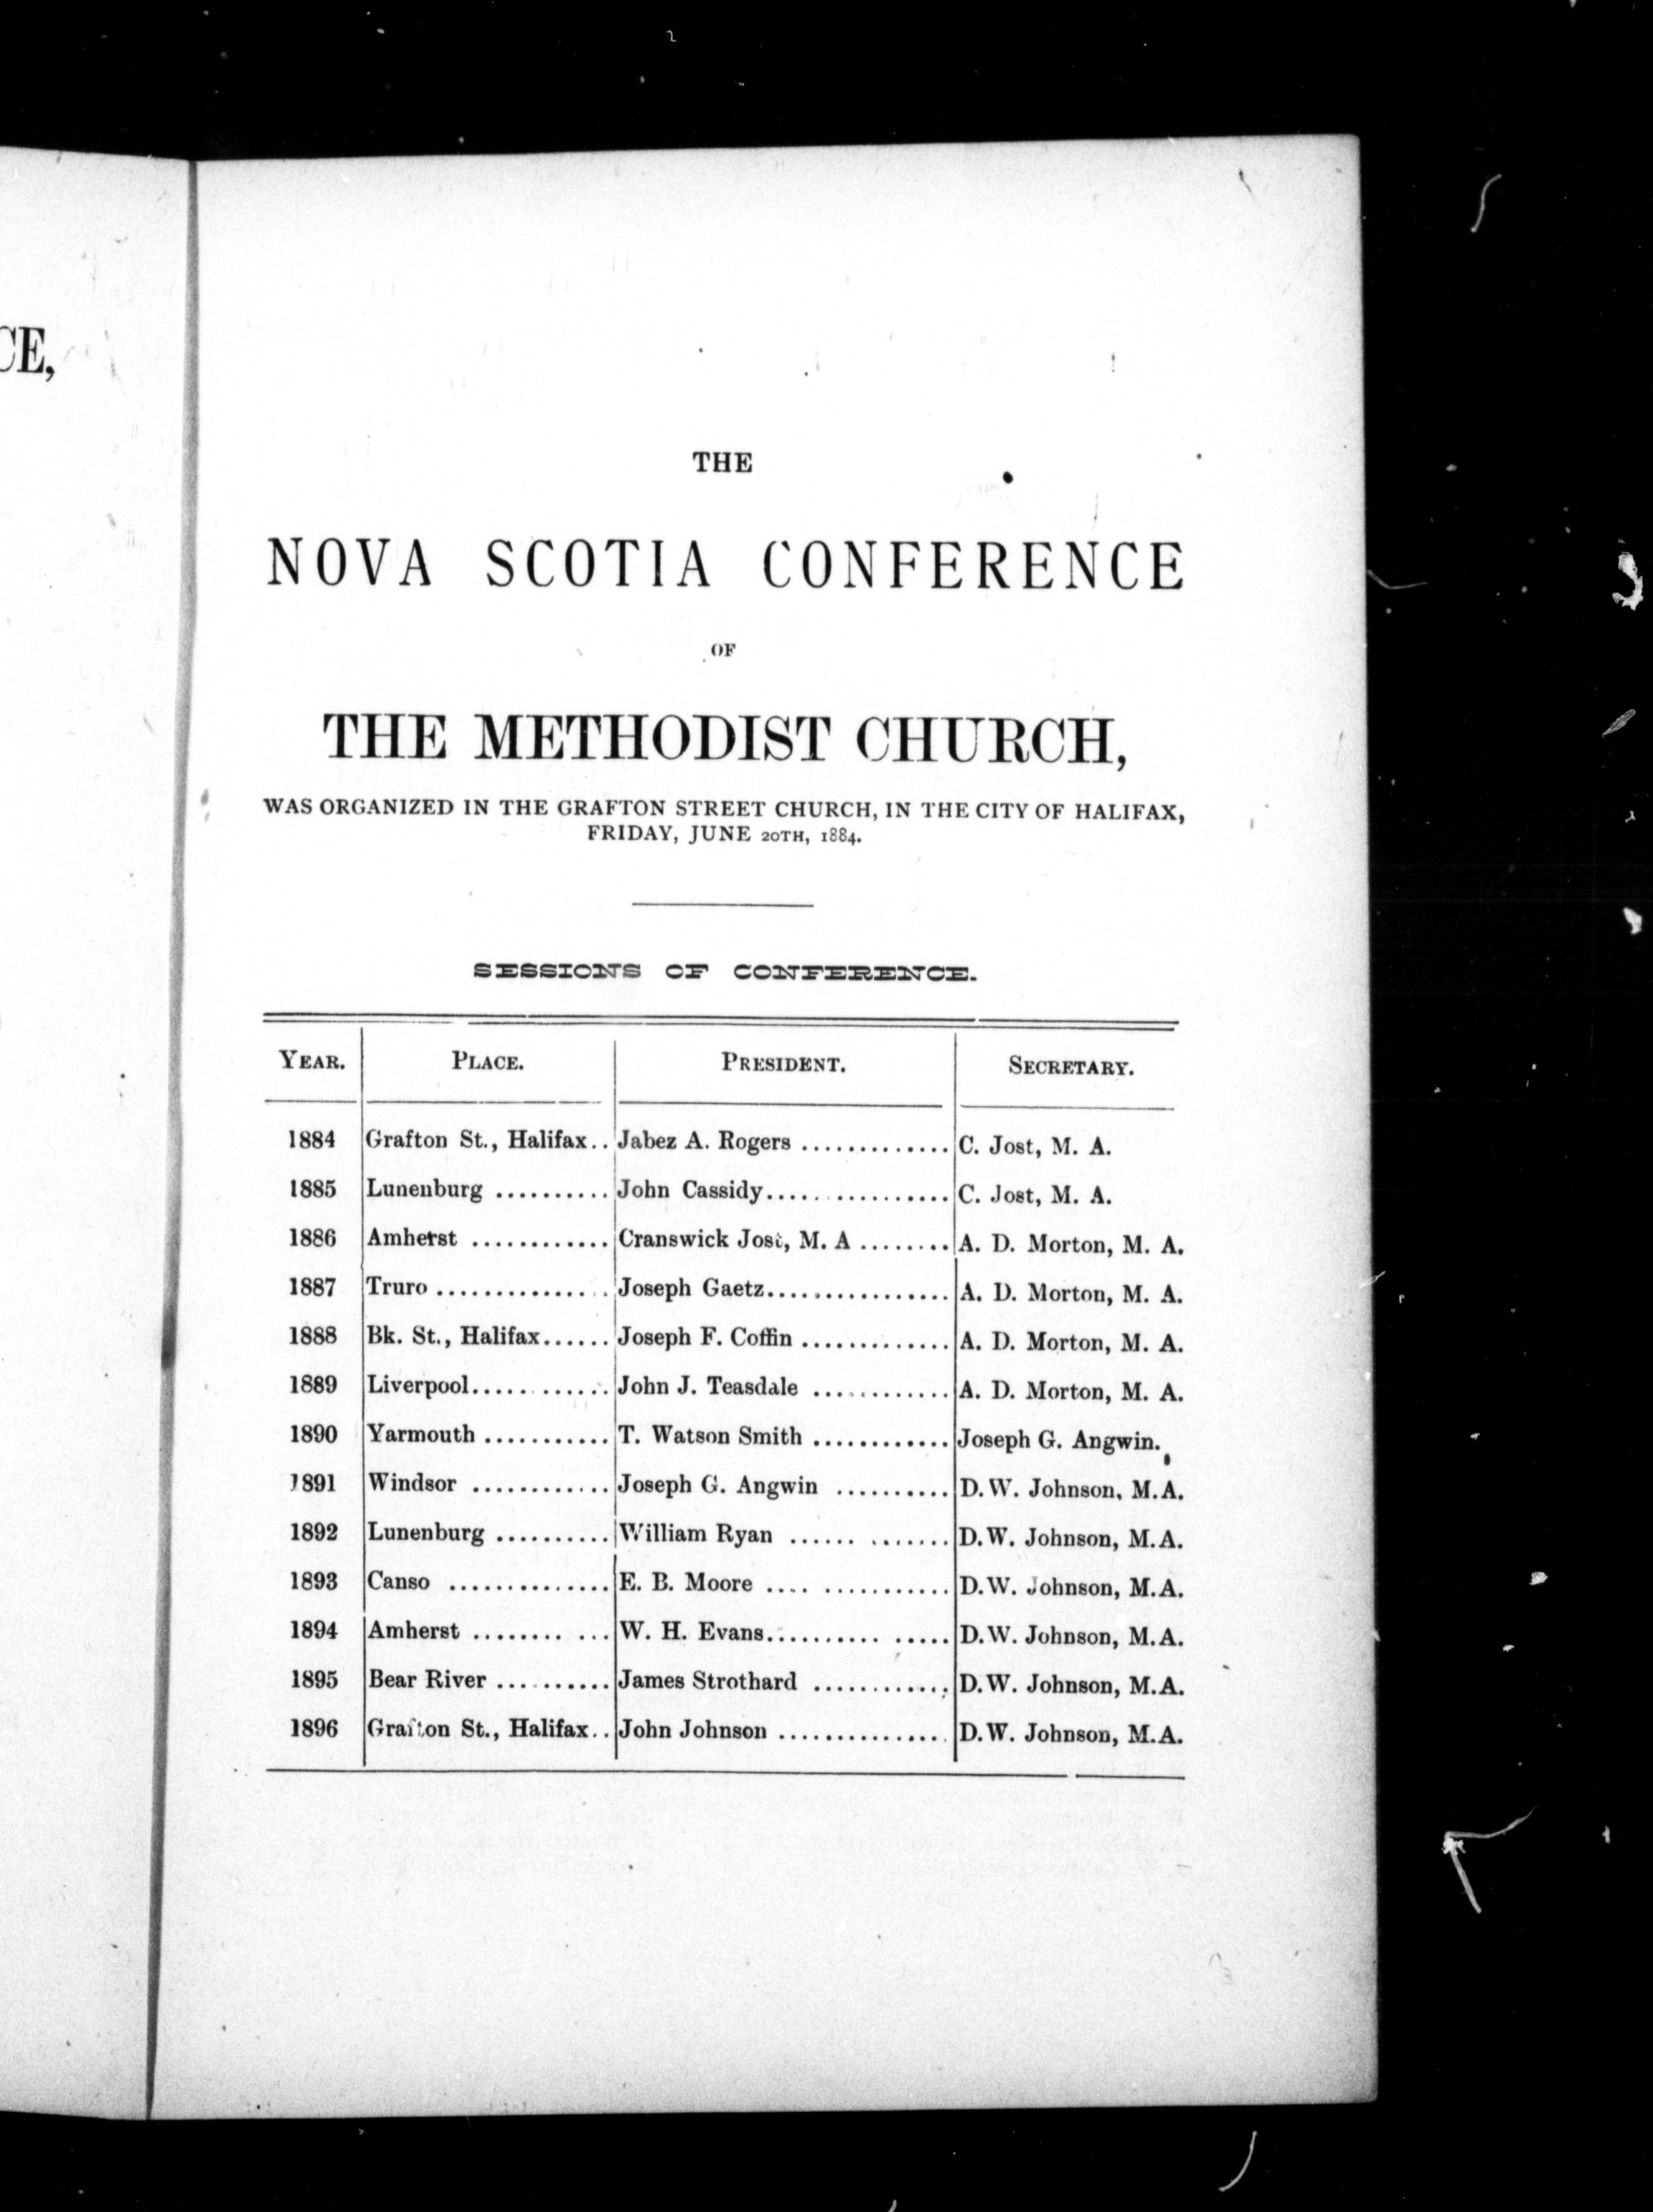 CE,
THE
NOVA SCOTIA CONFERENCE
OF
THE METHODIST CHURCH,
WAS ORGANIZED IN THE GRAFTON STREET CHURCH, IN THE CITY OF HALIFAX,
FRIDAY, JUNE 20TH, 1884.
SESSIONS OF CONFERENCE.
YEAR. PLACE. PRESIDENT. SECRETARY.
1884 Grafton St., Halifax.. Jabez A. Rogers ............. C. Jost, M. A.
1885 Lunenburg .......... John Cassidy................ C. Jost, M. A.
1886 Amherst ............ Cranswick Jost, M. A ........ A. D. Morton, M. A.
1887 Truro ............... Joseph Gaetz................ A. D. Morton, M. A.
1888 Bk. St., Halifax...... Joseph F. Coffin ............. A. D. Morton, M. A.
1889 Liverpool............ John J. Teasdale ............ A. D. Morton, M. A.
1890 Yarmouth ........... T. Watson Smith ............ Joseph G. Angwin.
1891 Windsor ............ Joseph G. Angwin .......... D. W. Johnson, M. A.
1892 Lunenburg .......... William Ryan ...... ....... D. W. Johnson, M. A.
1893 Canso .............. E. B. Moore .... ........... D. W. Johnson, M. A.
1894 Amherst ........ ... W. H. Evans.......... ..... D. W. Johnson, M. A.
1895 Bear River .......... James Strothard ............ D. W. Johnson, M. A.
1896 Grafton St., Halifax.. John Johnson ............... D. W. Johnson, M. A.